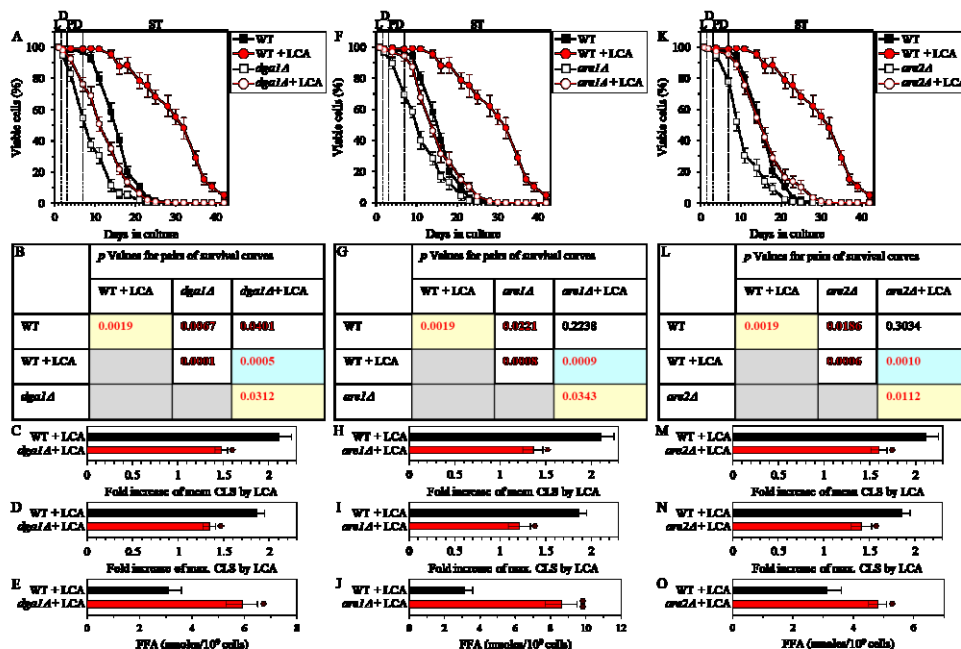 D D D
L PD ST L PD ST L PD ST
A F K
WT WT WT
WT + LCA WT + LCA WT + LCA
dga1Δ are1Δ are2Δ
dga1Δ + LCA are1Δ + LCA are2Δ + LCA
100 100 100
80 80 80
60 60 60
40 40 40
20 20 20
0 0 0
Viable cells (%) Viable cells (%) Viable cells (%)
0 10 20 30 40 0 10 20 30 40 0 10 20 30 40
Days in culture Days in culture Days in culture
B p Values for pairs of survival curves
WT + LCA dga1Δ dga1Δ+ LCA
WT 0.0019 0.0007 0.0401
WT + LCA 0.0001 0.0005
dga1Δ 0.0312
G p Values for pairs of survival curves
WT + LCA are1Δ are1Δ+ LCA
WT 0.0019 0.0221 0.2238
WT + LCA 0.0008 0.0009
are1Δ 0.0343
L p Values for pairs of survival curves
WT + LCA are2Δ are2Δ+ LCA
WT 0.0019 0.0186 0.3034
WT + LCA 0.0006 0.0010
are2Δ 0.0112
C WT + LCA
dga1Δ + LCA
0 0.5 1 1.5 2
Fold increase of mean CLS by LCA
H WT + LCA
are1Δ + LCA
0 0.5 1 1.5 2
Fold increase of mean CLS by LCA
M WT + LCA
are2Δ + LCA
0 0.5 1 1.5 2
Fold increase of mean CLS by LCA
D WT + LCA
dga1Δ + LCA
0 0.5 1 1.5 2
Fold increase of max. CLS by LCA
I WT + LCA
are1Δ + LCA
0 0.5 1 1.5 2
Fold increase of max. CLS by LCA
N WT + LCA
are2Δ + LCA
0 0.5 1 1.5 2
Fold increase of max. CLS by LCA
E WT + LCA
dga1Δ + LCA
0 2 4 6 8
FFA (nmoles/10⁹ cells)
J WT + LCA
are1Δ + LCA
0 2 4 6 8 10 12
FFA (nmoles/10⁹ cells)
O WT + LCA
are2Δ + LCA
0 2 4 6
FFA (nmoles/10⁹ cells)